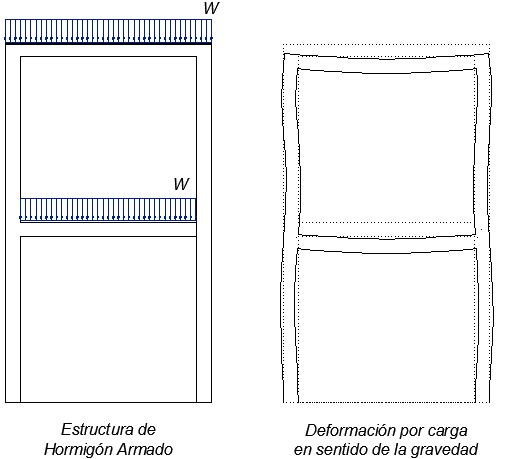 W
W
Estructura de
Hormigón Armado
Deformación por carga
en sentido de la gravedad